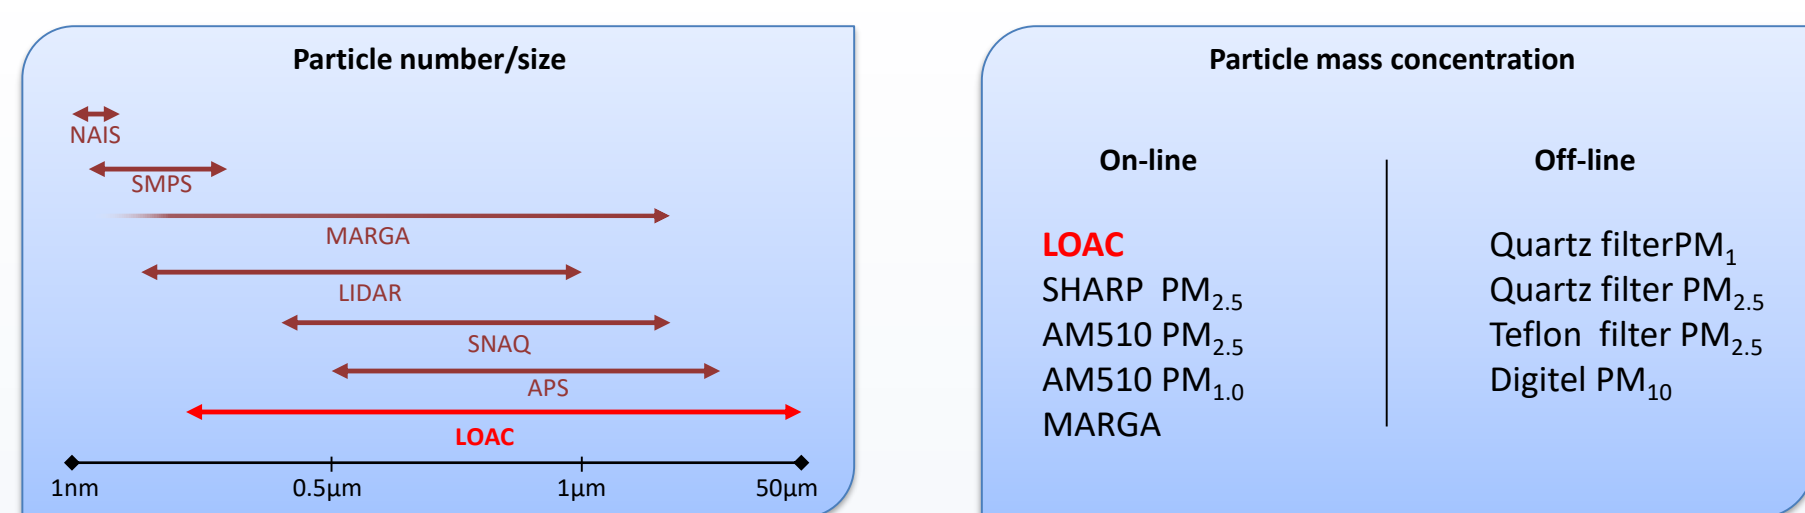 Particle number/size
NAIS
SMPS
MARGA
LIDAR
SNAQ
APS
LOAC
1nm 0.5µm 1µm 50µm
Particle mass concentration
On-line
LOAC
SHARP PM2.5
AM510 PM2.5
AM510 PM1.0
MARGA
Off-line
Quartz filterPM1
Quartz filter PM2.5
Teflon filter PM2.5
Digitel PM10